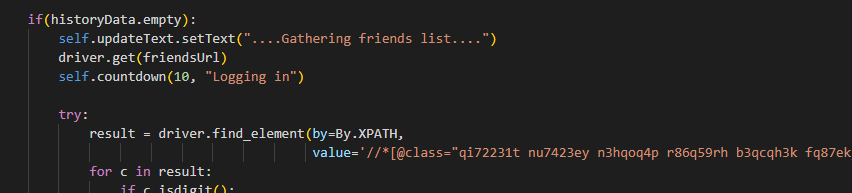 if(historyData.empty):
self.updateText.setText("....Gathering friends list....")
driver.get(friendsUrl)
self.countdown(10, "Logging in")
try:
result = driver.find_element(by=By.XPATH,
value='//*[@class="qi72231t nu7423ey n3hqoq4p r86q59rh b3qcqh3k fq87ek
for c in result:
if c.isdigit():